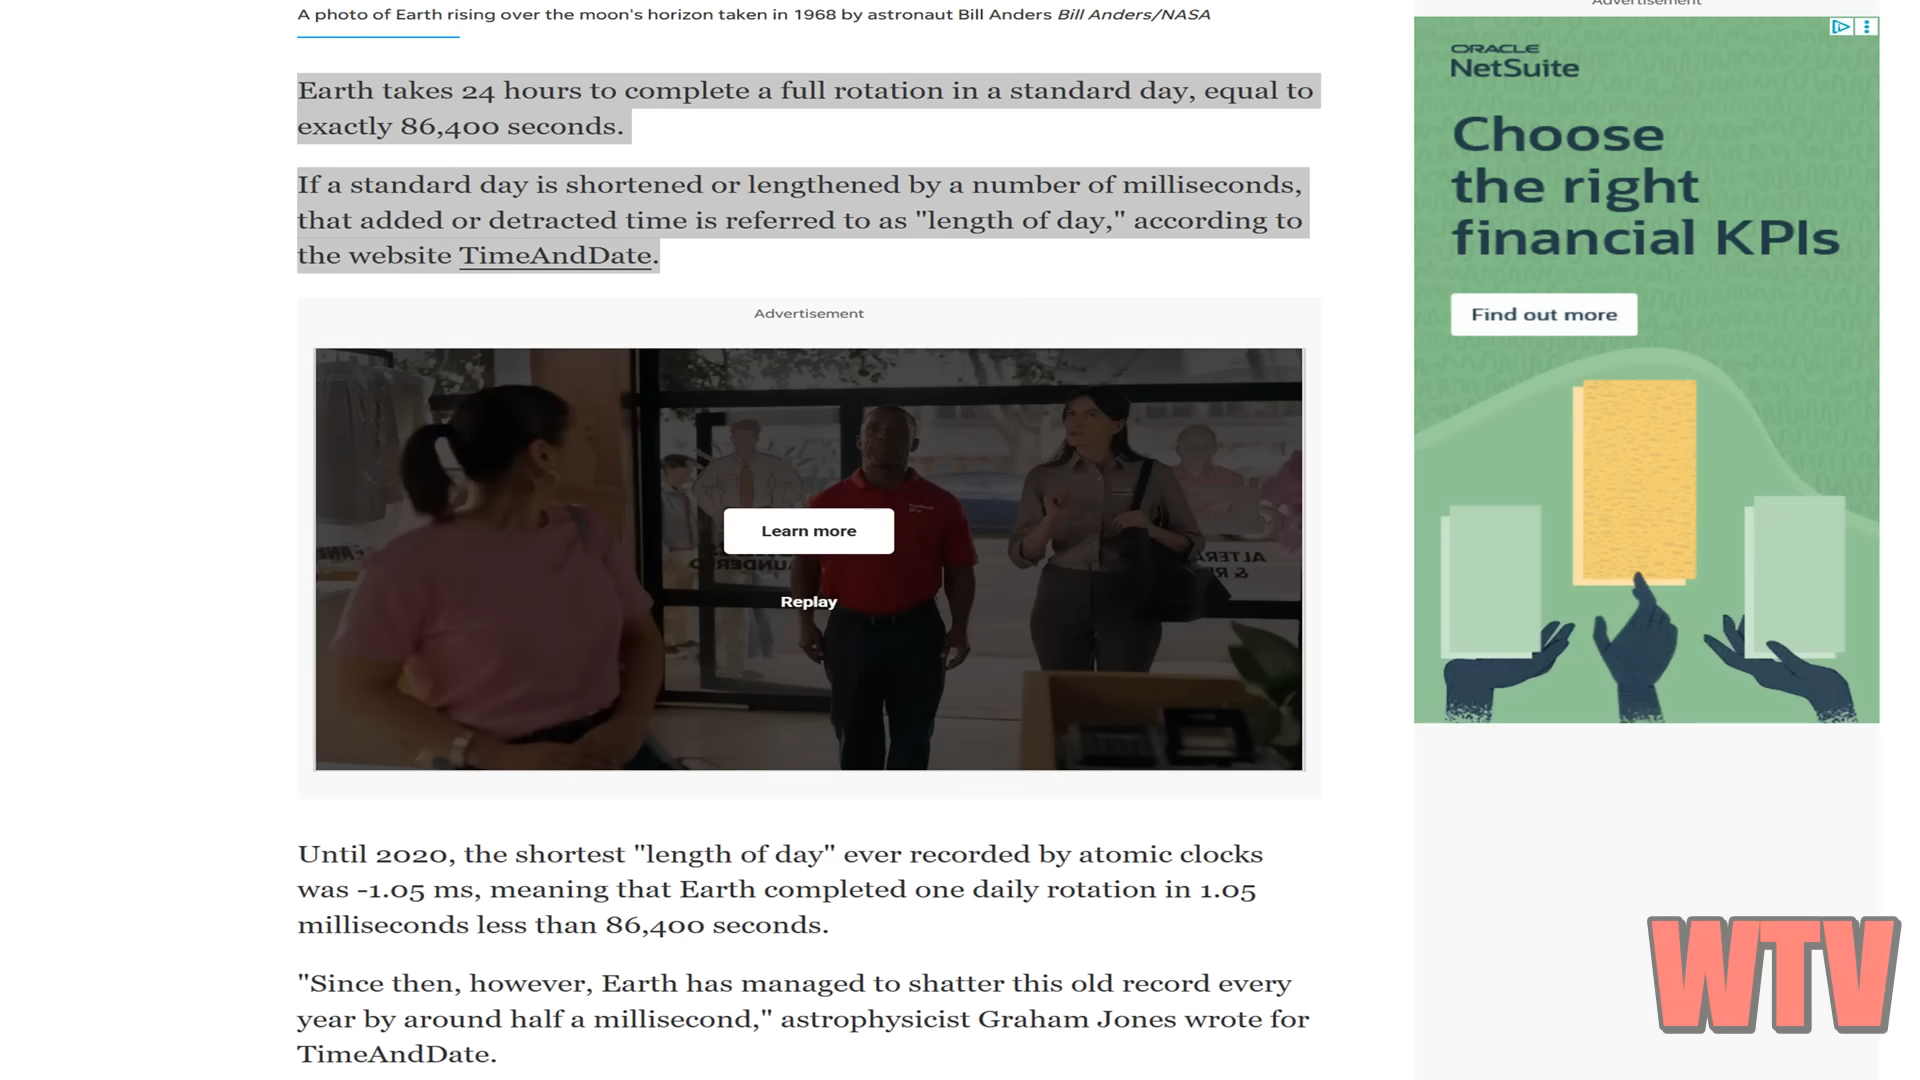 Advertisement
A photo of Earth rising over the moon's horizon taken in 1968 by astronaut Bill Anders Bill Anders/NASA
Earth takes 24 hours to complete a full rotation in a standard day, equal to
exactly 86,400 seconds.
If a standard day is shortened or lengthened by a number of milliseconds,
that added or detracted time is referred to as "length of day," according to
the website TimeAndDate.
Advertisement
Learn more
Replay
ALTERA
& R
Until 2020, the shortest "length of day" ever recorded by atomic clocks
was -1.05 ms, meaning that Earth completed one daily rotation in 1.05
milliseconds less than 86,400 seconds.
"Since then, however, Earth has managed to shatter this old record every
year by around half a millisecond," astrophysicist Graham Jones wrote for
TimeAndDate.
ORACLE
NetSuite
Choose
the right
financial KPIs
Find out more
WTV